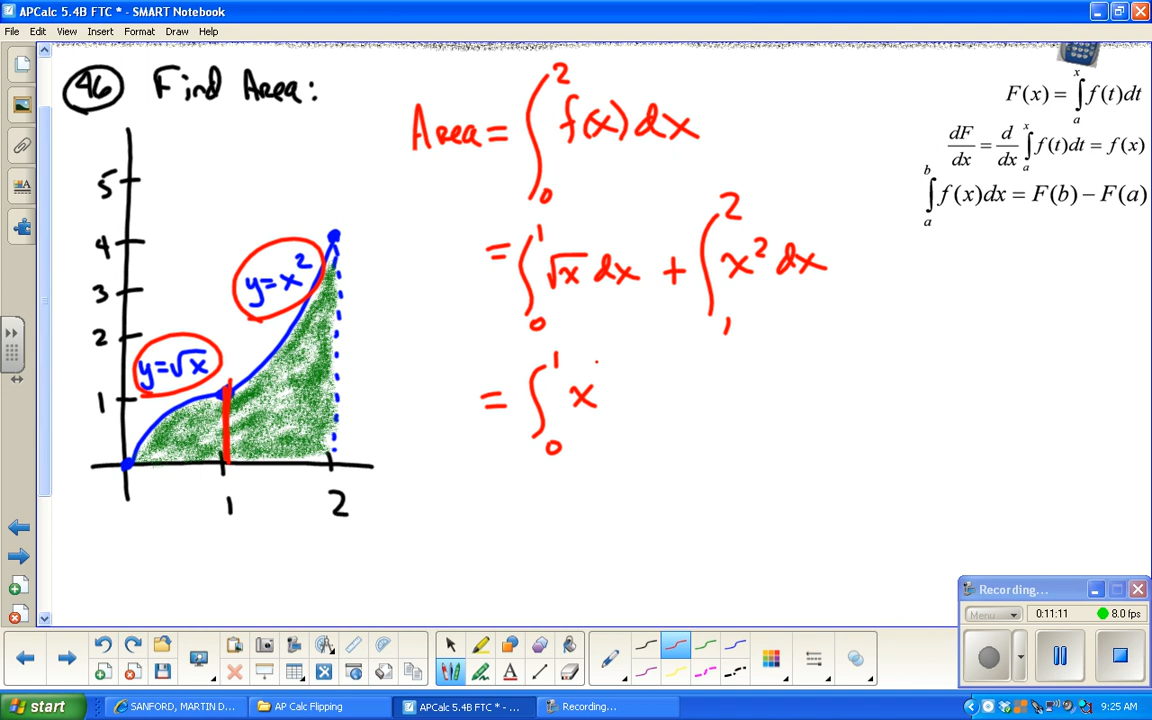 APCalc 5.4B FTC * - SMART Notebook
File Edit View Insert Format Draw Help
46 Find Area:
Area = ∫₀² f(x) dx
= ∫₀¹ √x dx + ∫₁² x² dx
= ∫₀¹ x
5
4
3
2
1
y=x²
y=√x
1 2
F(x) = ∫ₐˣ f(t)dt
dF/dx = d/dx ∫ₐˣ f(t)dt = f(x)
∫ₐᵇ f(x)dx = F(b) − F(a)
Recording...
Menu
0:11:11
8.0 fps
start
SANFORD, MARTIN D...
AP Calc Flipping
APCalc 5.4B FTC * - ...
Recording...
9:25 AM